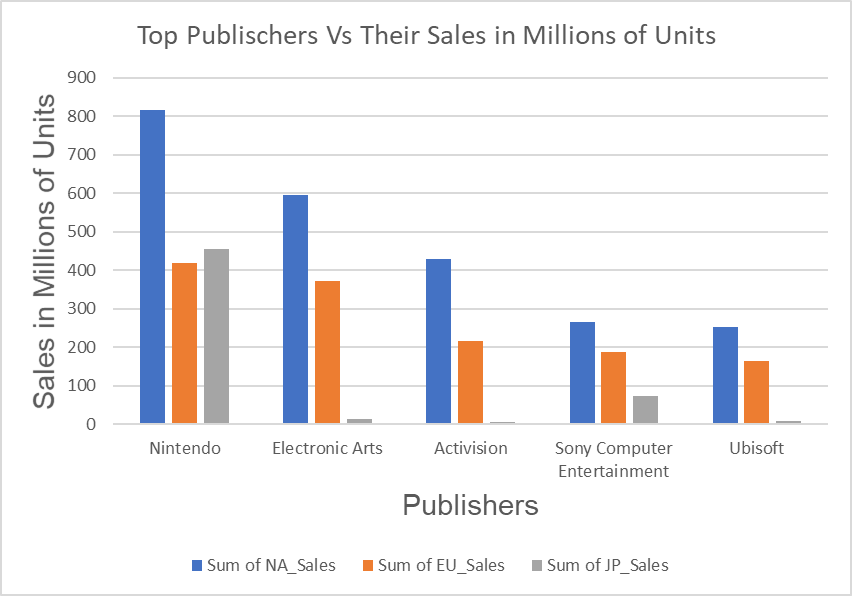 Top Publischers Vs Their Sales in Millions of Units
Sales in Millions of Units
900
800
700
600
500
400
300
200
100
0
Nintendo
Electronic Arts
Activision
Sony Computer
Entertainment
Ubisoft
Publishers
Sum of NA_Sales
Sum of EU_Sales
Sum of JP_Sales